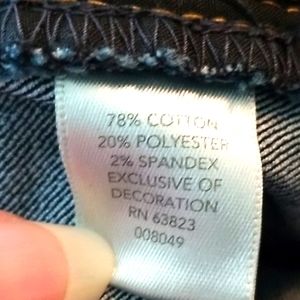 78% COTTON
20% POLYESTER
2% SPANDEX
EXCLUSIVE OF
DECORATION
RN 63823
008049